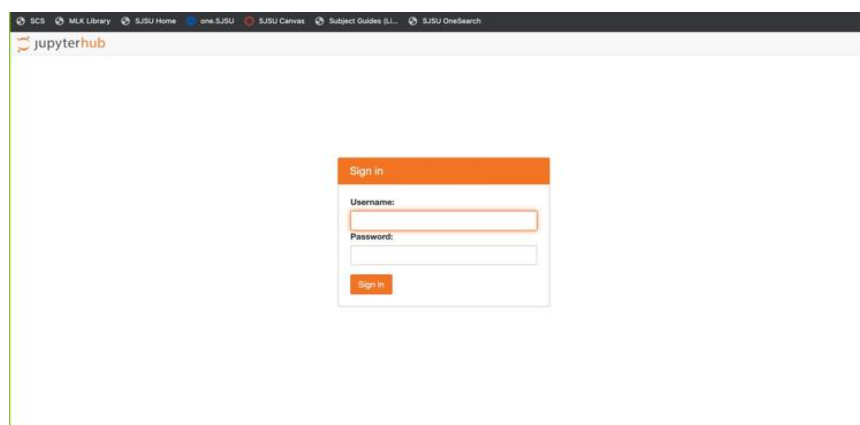 SCS MLK Library SJSU Home one.SJSU SJSU Canvas Subject Guides (Li... SJSU OneSearch
jupyterhub
Sign in
Username:
Password:
Sign in